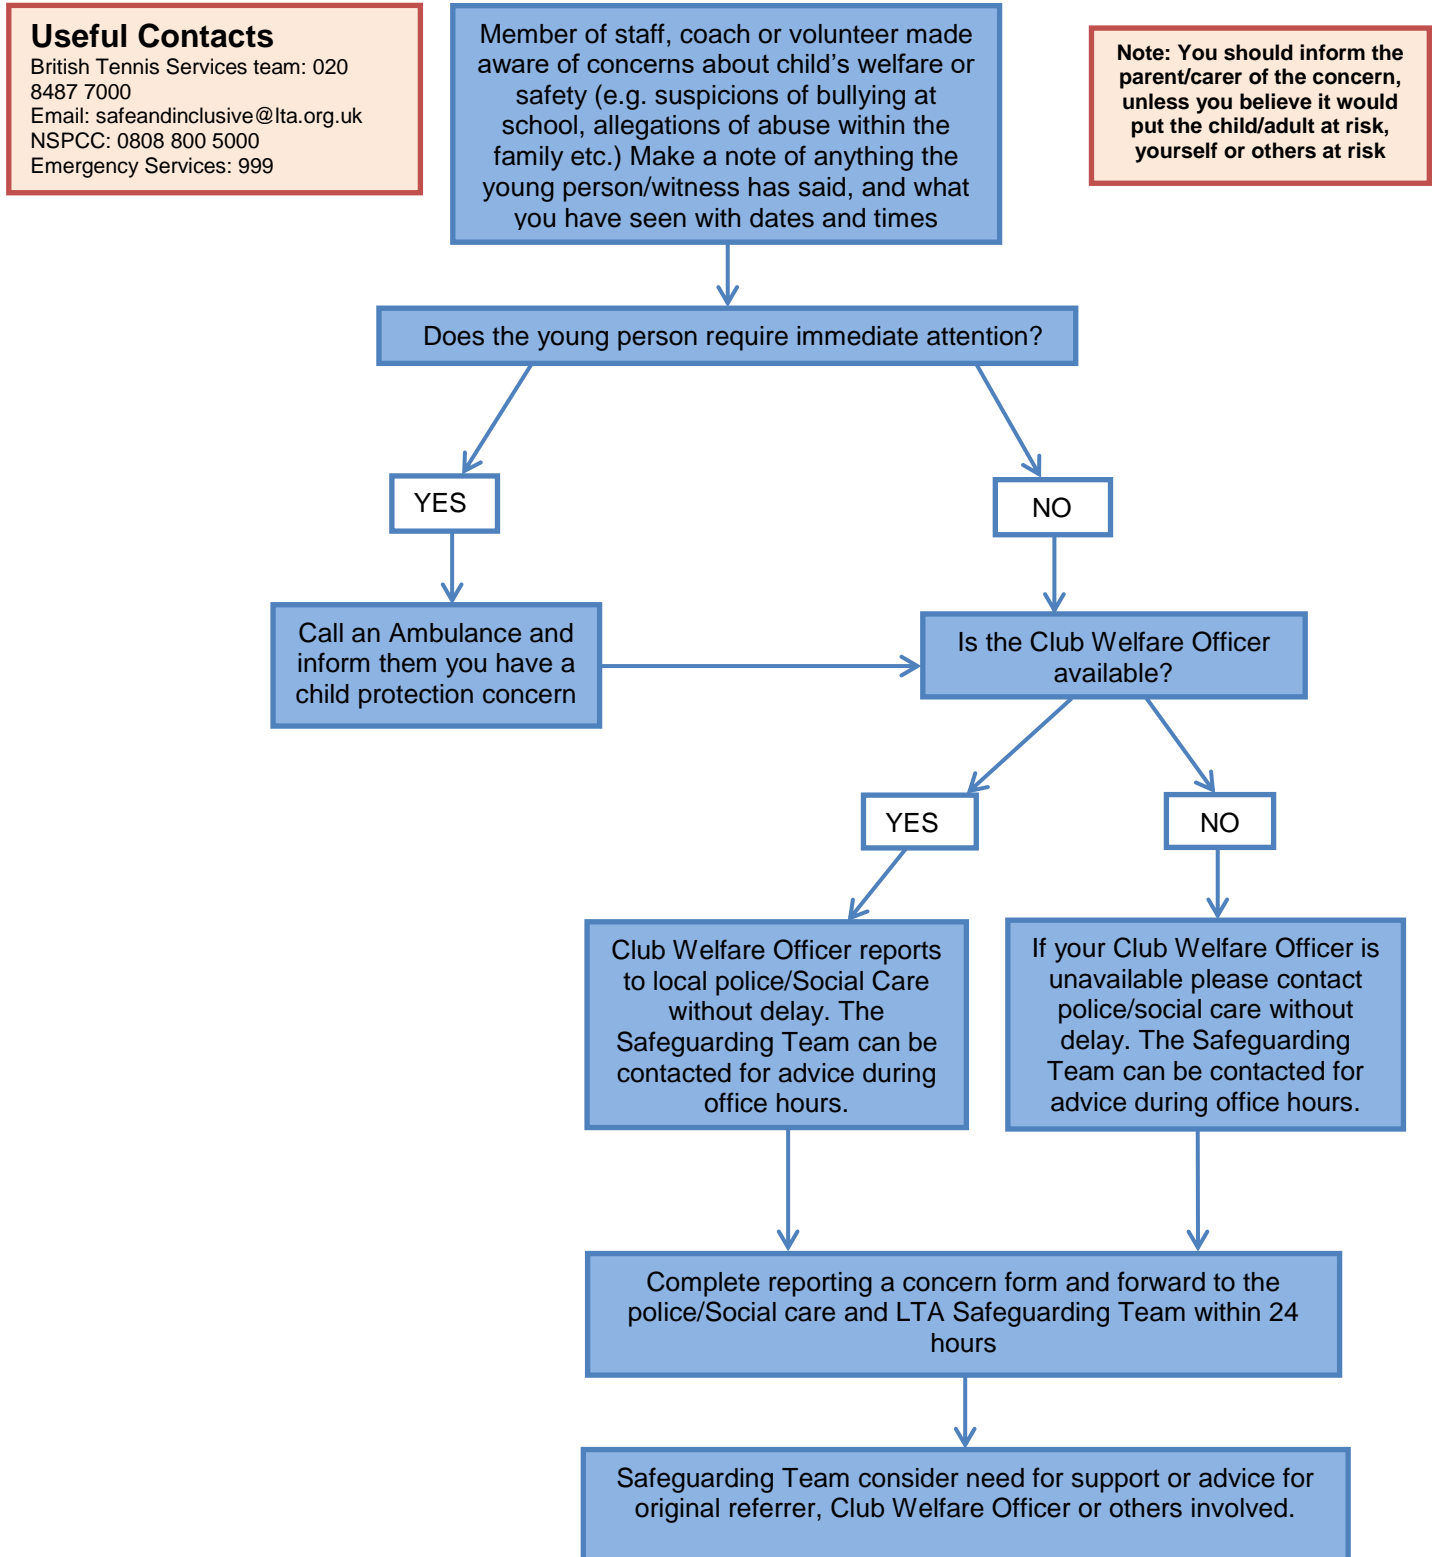 Useful Contacts
British Tennis Services team: 020
8487 7000
Email: safeandinclusive@lta.org.uk
NSPCC: 0808 800 5000
Emergency Services: 999
Member of staff, coach or volunteer made
aware of concerns about child's welfare or
safety (e.g. suspicions of bullying at
school, allegations of abuse within the
family etc.) Make a note of anything the
young person/witness has said, and what
you have seen with dates and times
Note: You should inform the
parent/carer of the concern,
unless you believe it would
put the child/adult at risk,
yourself or others at risk
Does the young person require immediate attention?
YES
NO
Call an Ambulance and
inform them you have a
child protection concern
Is the Club Welfare Officer
available?
YES
NO
Club Welfare Officer reports
to local police/Social Care
without delay. The
Safeguarding Team can be
contacted for advice during
office hours.
If your Club Welfare Officer is
unavailable please contact
police/social care without
delay. The Safeguarding
Team can be contacted for
advice during office hours.
Complete reporting a concern form and forward to the
police/Social care and LTA Safeguarding Team within 24
hours
Safeguarding Team consider need for support or advice for
original referrer, Club Welfare Officer or others involved.